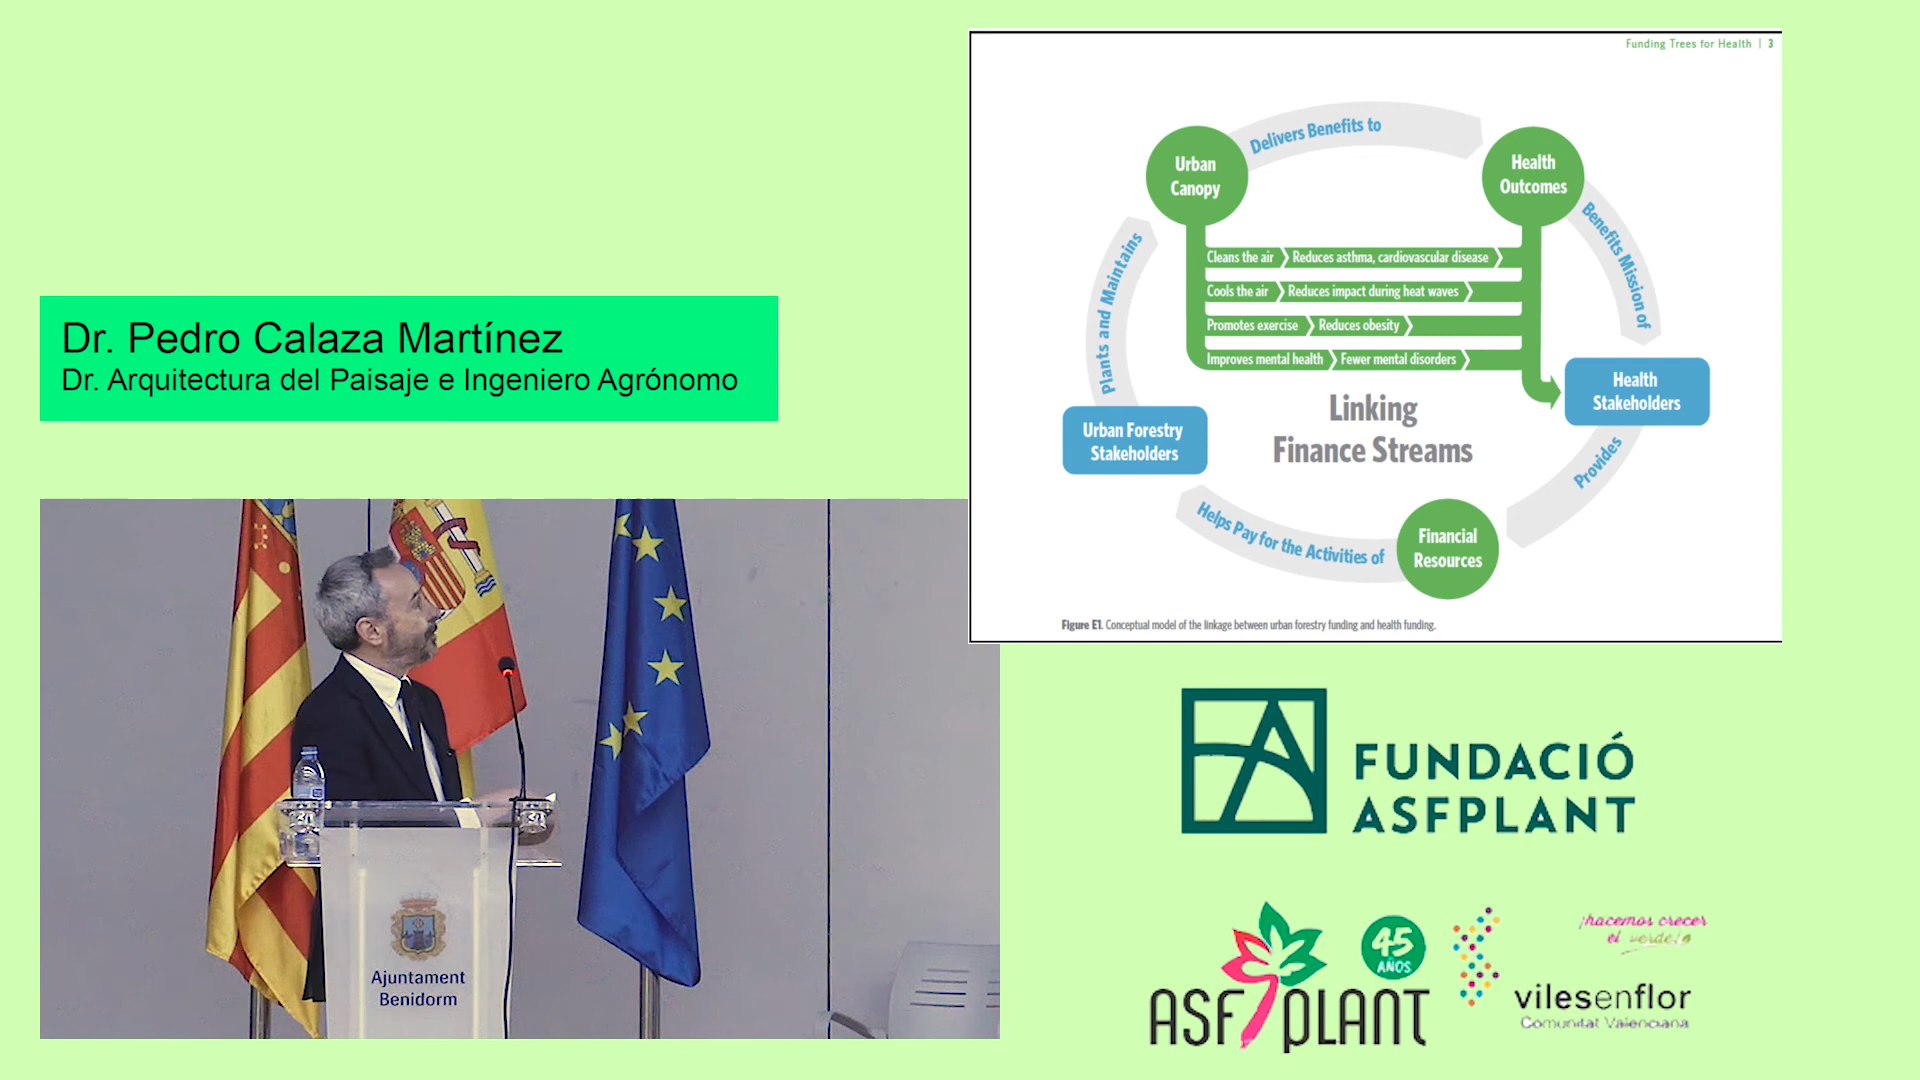 Dr. Pedro Calaza Martínez
Dr. Arquitectura del Paisaje e Ingeniero Agrónomo
Funding Trees for Health | 3
Delivers Benefits to
Urban
Canopy
Health
Outcomes
Benefits Mission of
Plants and Maintains
Cleans the air Reduces asthma, cardiovascular disease
Cools the air Reduces impact during heat waves
Promotes exercise Reduces obesity
Improves mental health Fewer mental disorders
Health
Stakeholders
Linking
Finance Streams
Urban Forestry
Stakeholders
Provides
Helps Pay for the Activities of
Financial
Resources
Figure E1. Conceptual model of the linkage between urban forestry funding and health funding.
Ajuntament
Benidorm
FUNDACIÓ
ASFPLANT
45
AÑOS
ASFPLANT
¡hacemos crecer
el verde!
vilesenflor
Comunitat Valenciana